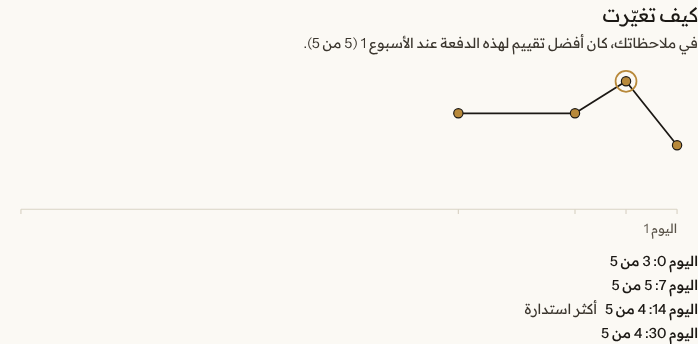 كيف تغيّرت
في ملاحظاتك، كان أفضل تقييم لهذه الدفعة عند الأسبوع 1 (5 من 5).
اليوم 1
اليوم 0: 3 من 5
اليوم 7: 5 من 5
اليوم 14: 4 من 5 أكثر استدارة
اليوم 30: 4 من 5